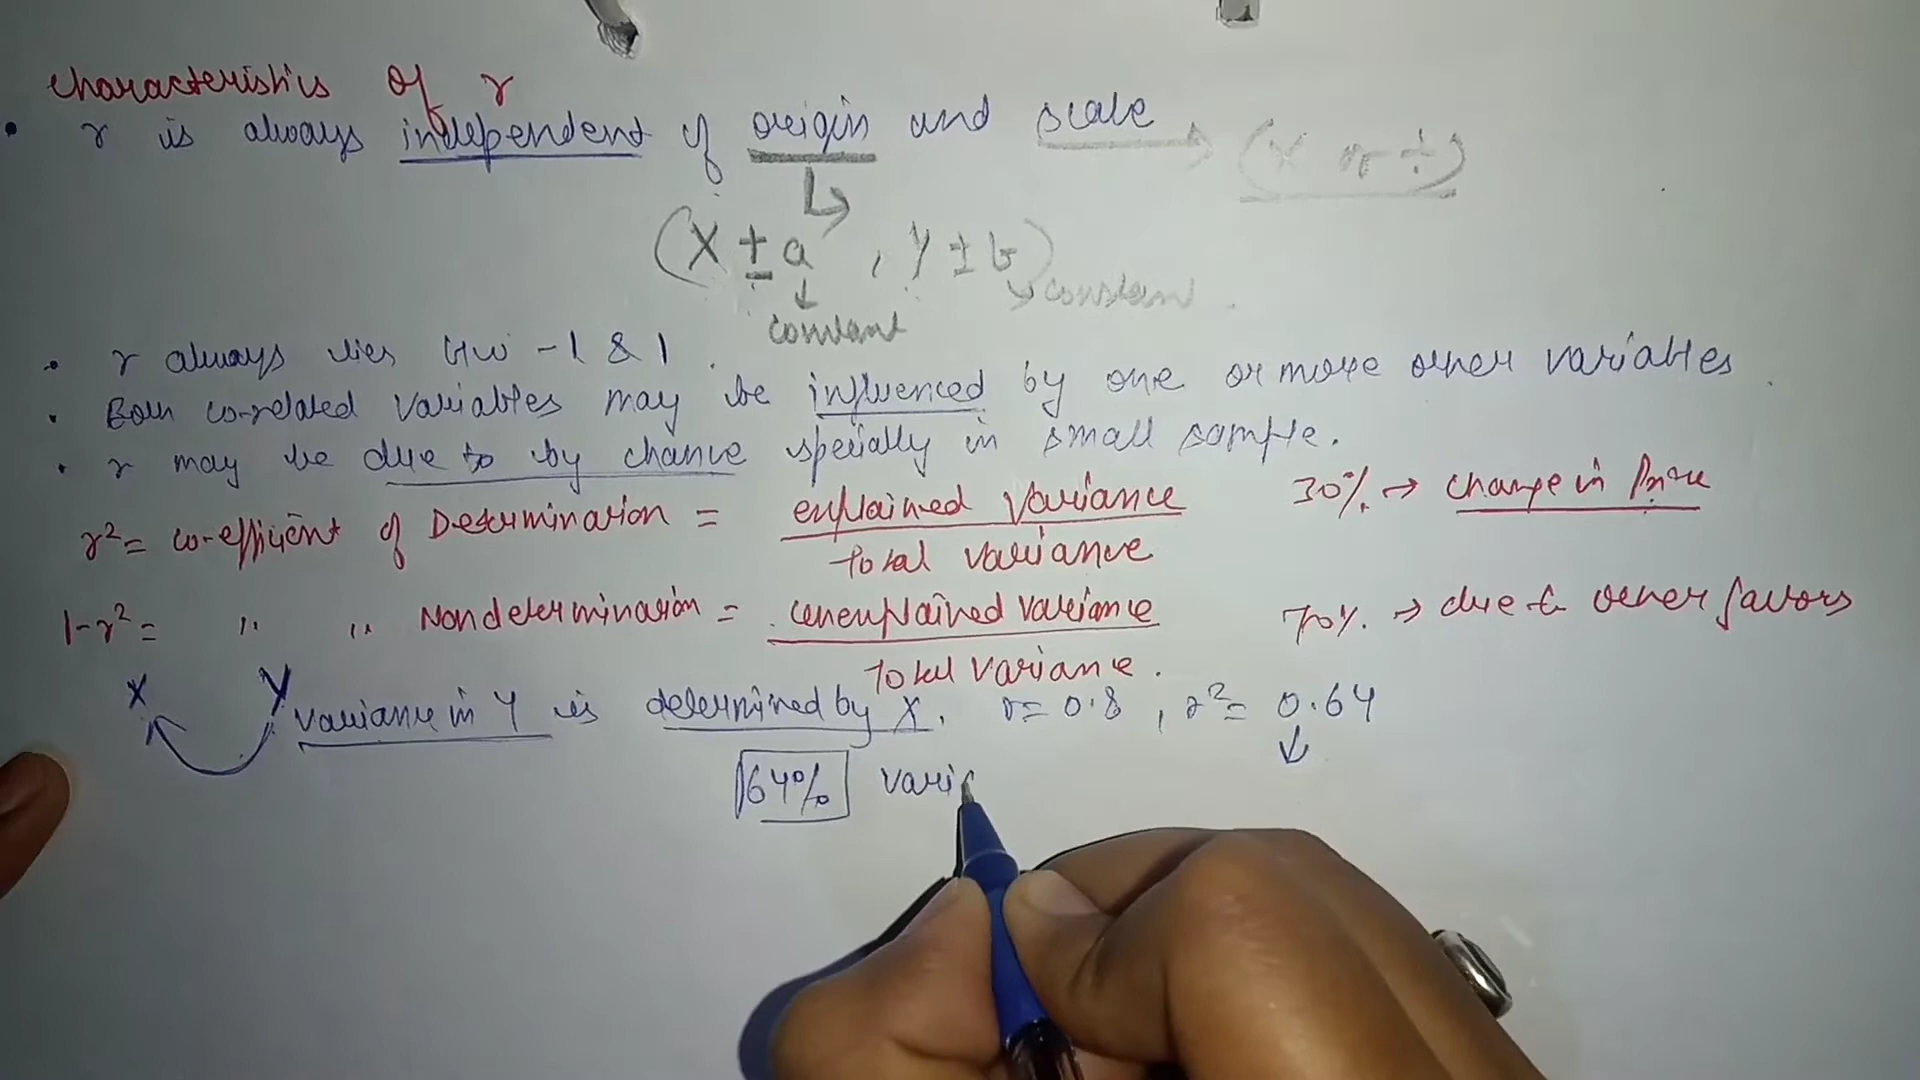 characteristics of r
• r is always independent of origin and scale → (x or ÷)
(X ± a , Y ± b)
constant
constant
• r always lies btw -1 & 1.
• Both co-related variables may be influenced by one or more other variables.
• r may be due to by chance specially in small sample.
30% → change in Price
r² = co-efficient of Determination = explained variance / total variance
1-r² = " " Nondetermination = unexplained variance / Total variance.
70% → due to other factors
X Y
variance in Y is determined by X. r = 0.8 , r² = 0.64
64% vari